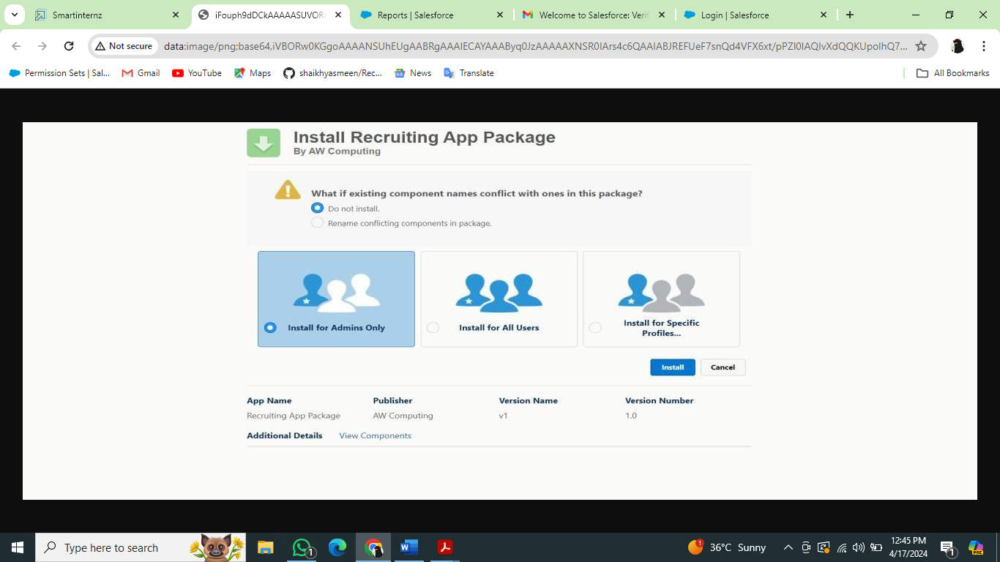 Smartinternz
iFouph9dDCkAAAAASUVOR
Reports | Salesforce
Welcome to Salesforce: Verif
Login | Salesforce
Not secure
data:image/png;base64,iVBORw0KGgoAAAANSUhEUgAABRgAAAIECAYAAAByq0JzAAAAAXNSR0IArs4c6QAAIABJREFUeF7snQd4VFX6xt/pPZI0IAQIvXdQQKUpoIhQ7...
Permission Sets | Sal...
Gmail
YouTube
Maps
shaikhyasmeen/Rec...
News
Translate
All Bookmarks
Install Recruiting App Package
By AW Computing
What if existing component names conflict with ones in this package?
Do not install.
Rename conflicting components in package.
Install for Admins Only
Install for All Users
Install for Specific
Profiles...
Install
Cancel
App Name Publisher Version Name Version Number
Recruiting App Package AW Computing v1 1.0
Additional Details View Components
Type here to search
1
W
1
36°C Sunny
12:45 PM
4/17/2024
1
PRE